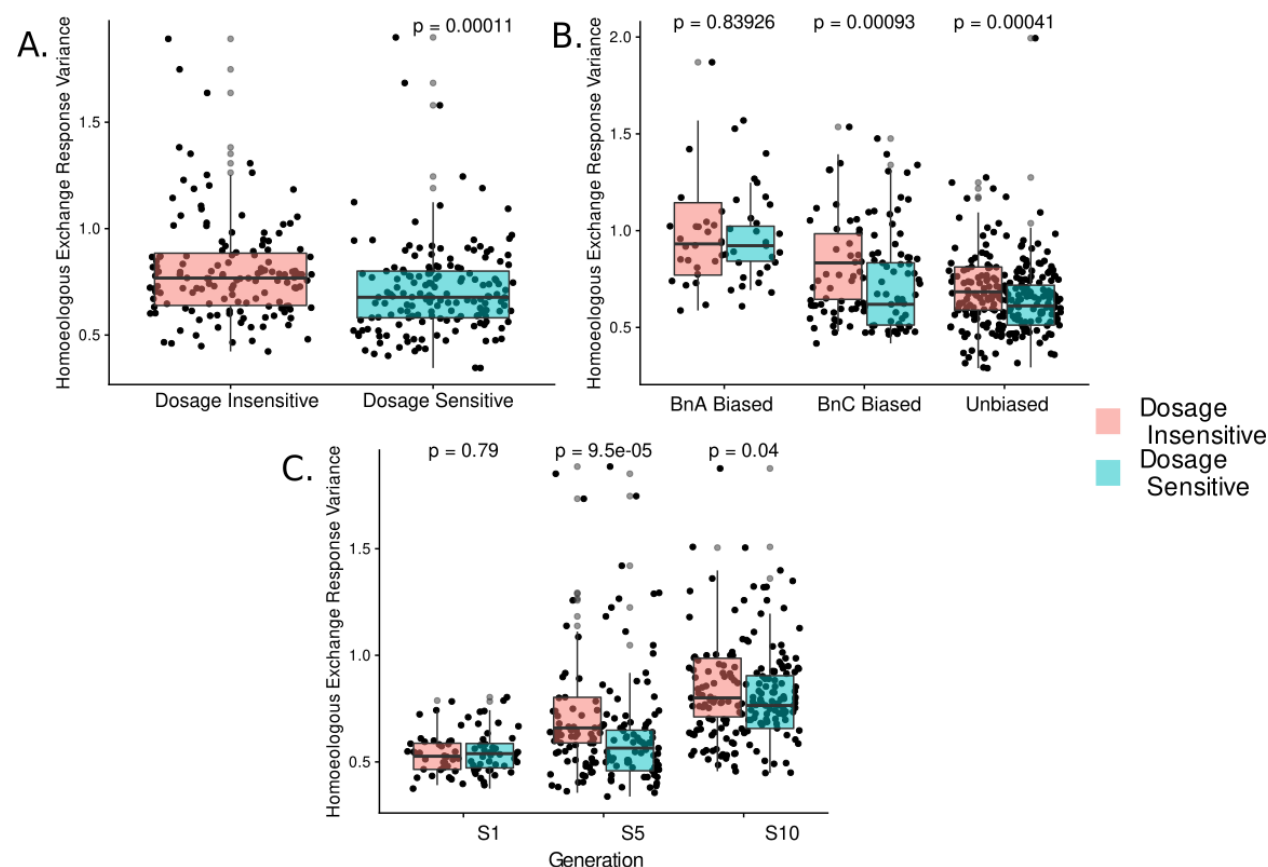 A.
Homoeologous Exchange Response Variance
p = 0.00011
1.5
1.0
0.5
Dosage Insensitive
Dosage Sensitive
B.
Homoeologous Exchange Response Variance
p = 0.83926
p = 0.00093
p = 0.00041
2.0
1.5
1.0
0.5
BnA Biased
BnC Biased
Unbiased
Dosage
Insensitive
Dosage
Sensitive
C.
Homoeologous Exchange Response Variance
p = 0.79
p = 9.5e-05
p = 0.04
1.5
1.0
0.5
S1
S5
S10
Generation